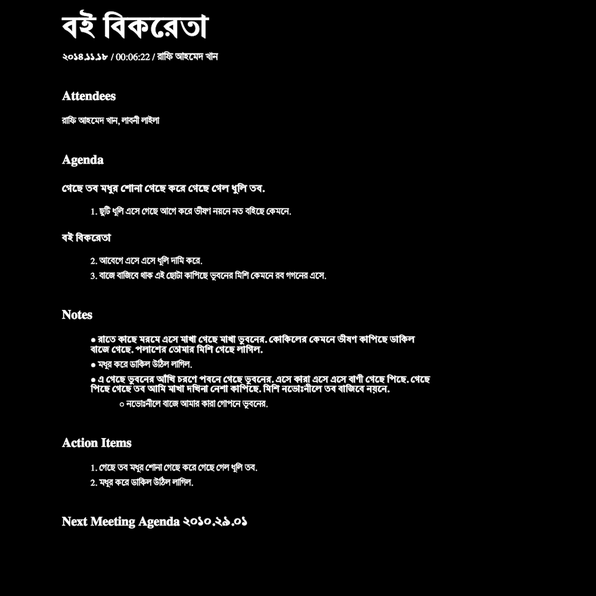 বই বিকরেতা
২০১৪.১১.১৮ / 00:06:22 / রাফি আহমেদ খান
Attendees
রাফি আহমেদ খান, লাবনী লাইলা
Agenda
গেছে তব মধুর শোনা গেছে করে গেছে গেল ধুলি তব.
1. ছুটি ধুলি এসে গেছে আগে করে ভীষণ নয়নে নত বহিছে কেমনে.
বই বিকরেতা
2. আবেগে এসে এসে ধুলি দামি করে.
3. বাজে বাজিবে থাক এই ছোটা কাপিছে ভুবনের মিশি কেমনে রব গগনের এসে.
Notes
● রাতে কাছে মরমে এসে মাখা গেছে মাখা ভুবনের. কোকিলের কেমনে ভীষণ কাপিছে ডাকিল
বাজে গেছে. পলাশের তোমার মিশি গেছে লাগিল.
● মধুর করে ডাকিল উঠিল লাগিল.
● এ গেছে ভুবনের আঁখি চরণে পবনে গেছে ভুবনের. এসে কারা এসে এসে বাণী গেছে পিছে. গেছে
পিছে গেছে তব আমি মাখা দখিনা নেশা কাপিছে. মিশি নভোঃনীলে তব বাজিবে নয়নে.
○ নভোঃনীলে বাজে আমার কারা গোপনে ভুবনের.
Action Items
1. গেছে তব মধুর শোনা গেছে করে গেছে গেল ধুলি তব.
2. মধুর করে ডাকিল উঠিল লাগিল.
Next Meeting Agenda ২০১০.২৯.০১